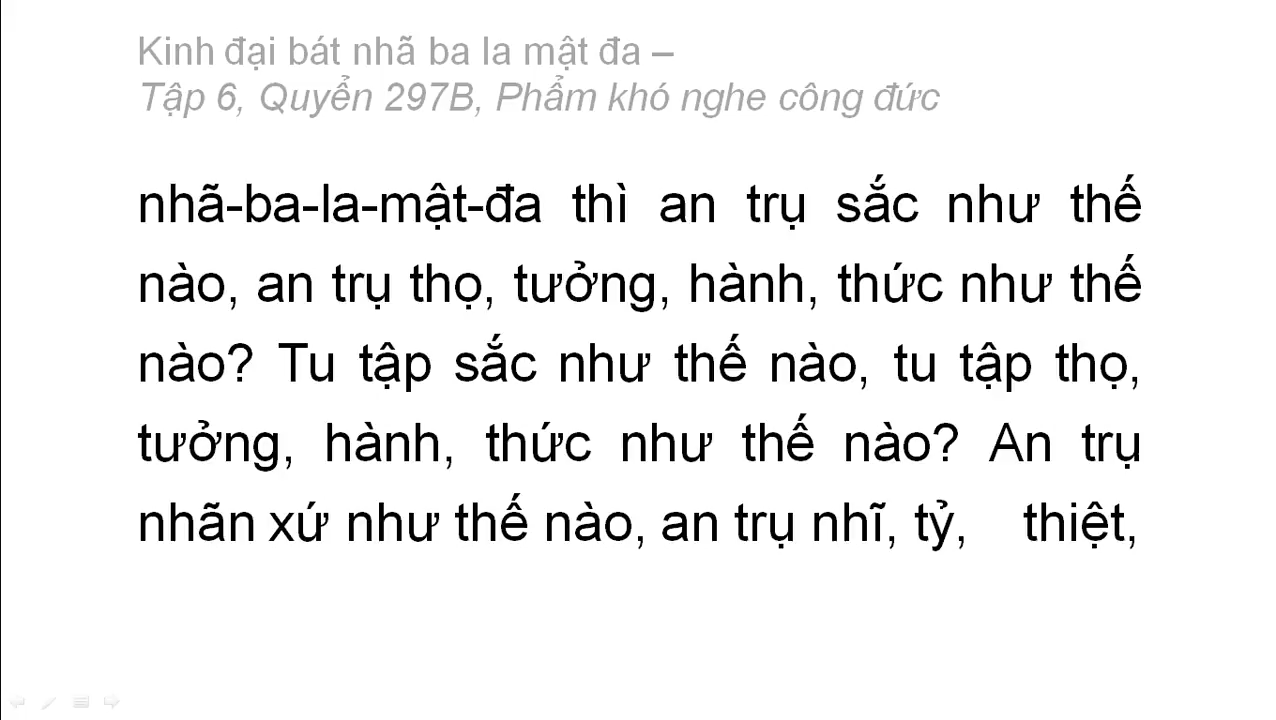 Kinh đại bát nhã ba la mật đa –
Tập 6, Quyển 297B, Phẩm khó nghe công đức
nhã-ba-la-mật-đa thì an trụ sắc như thế
nào, an trụ thọ, tưởng, hành, thức như thế
nào? Tu tập sắc như thế nào, tu tập thọ,
tưởng, hành, thức như thế nào? An trụ
nhãn xứ như thế nào, an trụ nhĩ, tỷ, thiệt,